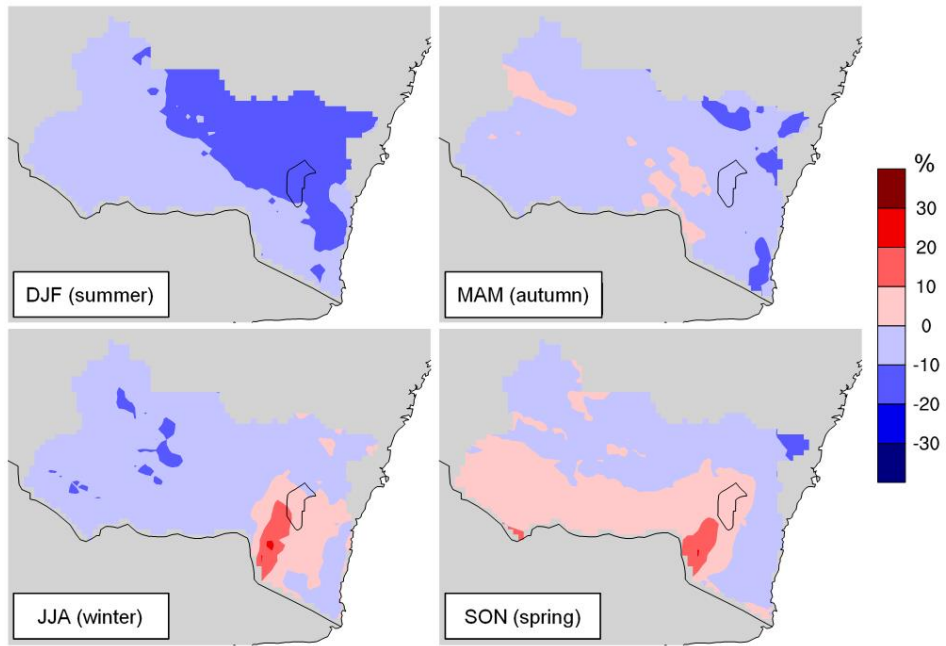 DJF (summer)
MAM (autumn)
%
30
20
10
0
-10
-20
-30
JJA (winter)
SON (spring)